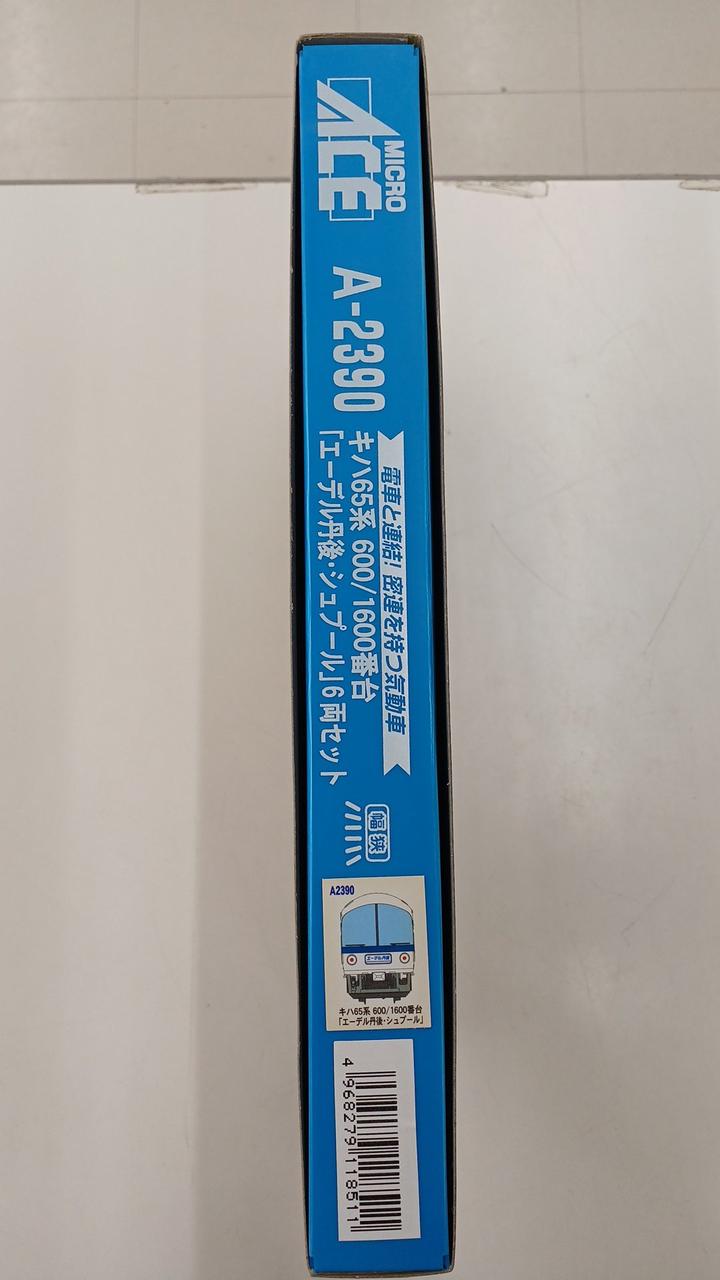 MICRO
ACE
A-2390
電車と連結！密連を持つ気動車
キハ65系 600/1600番台
「エーデル丹後・シュプール」6両セット
幅狭
A2390
エーデル丹後
キハ65系 600/1600番台
「エーデル丹後・シュプール」
4 968279 118511